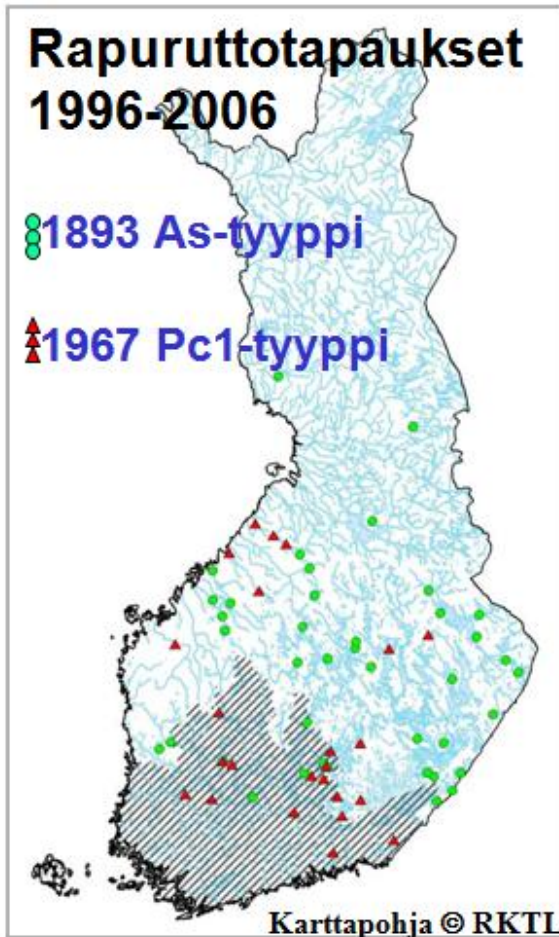 Rapuruttotapaukset
1996-2006
1893 As-tyyppi
1967 Pc1-tyyppi
Karttapohja © RKTL